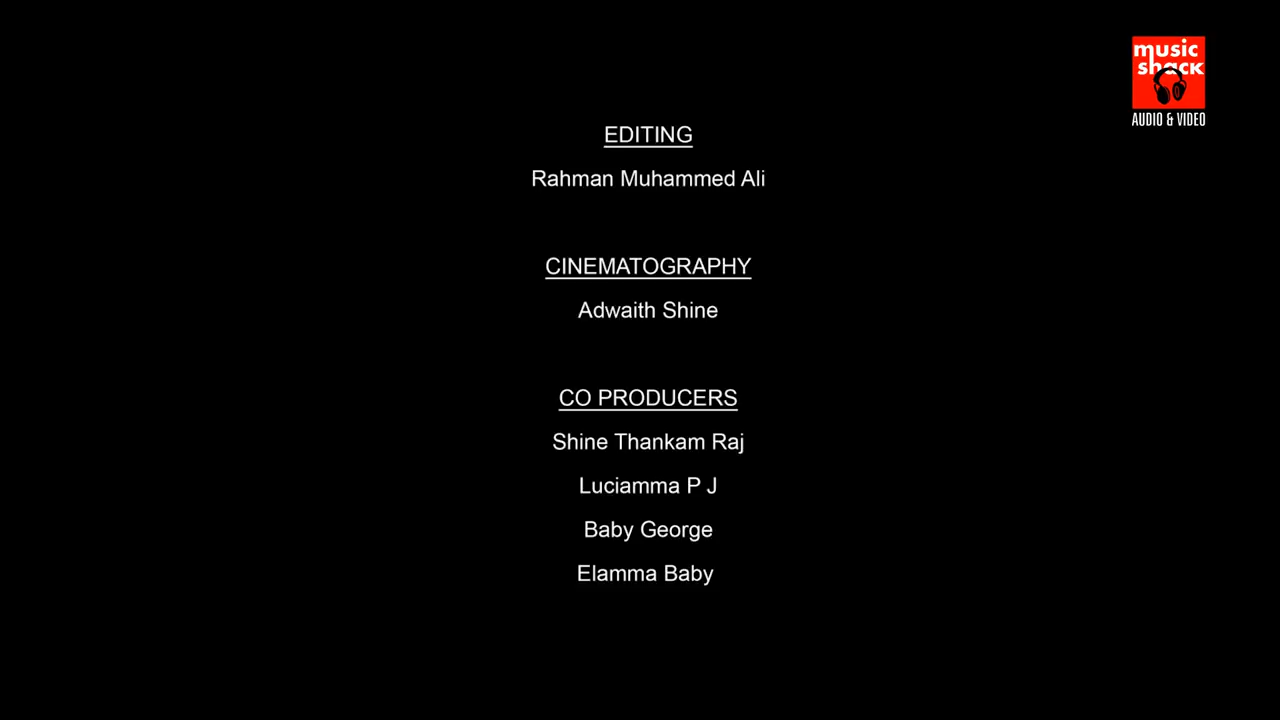 music
shack
AUDIO & VIDEO
EDITING
Rahman Muhammed Ali
CINEMATOGRAPHY
Adwaith Shine
CO PRODUCERS
Shine Thankam Raj
Luciamma P J
Baby George
Elamma Baby